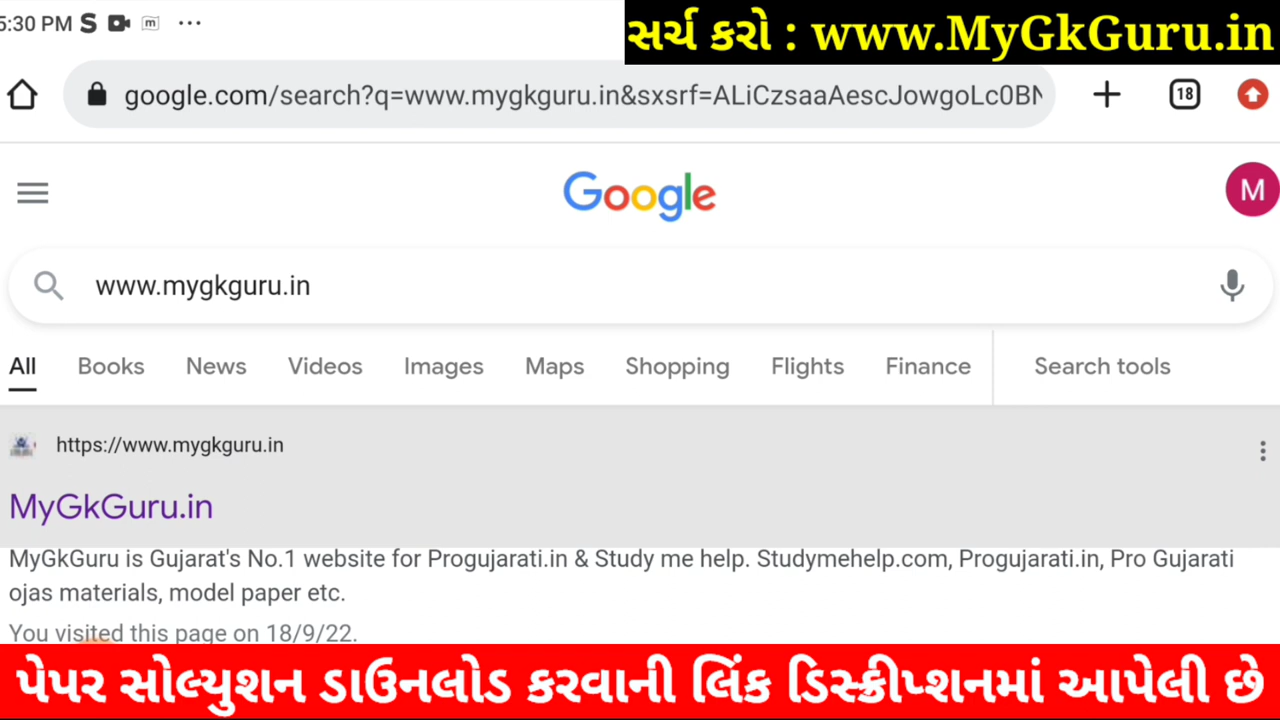 5:30 PM S m ...
સર્ચ કરો : www.MyGkGuru.in
google.com/search?q=www.mygkguru.in&sxsrf=ALiCzsaaAescJowgoLc0BN
18
Google
M
www.mygkguru.in
All Books News Videos Images Maps Shopping Flights Finance Search tools
https://www.mygkguru.in
MyGkGuru.in
MyGkGuru is Gujarat's No.1 website for Progujarati.in & Study me help. Studymehelp.com, Progujarati.in, Pro Gujarati
ojas materials, model paper etc.
You visited this page on 18/9/22.
પેપર સોલ્યુશન ડાઉનલોડ કરવાની લિંક ડિસ્ક્રીપ્શનમાં આપેલી છે